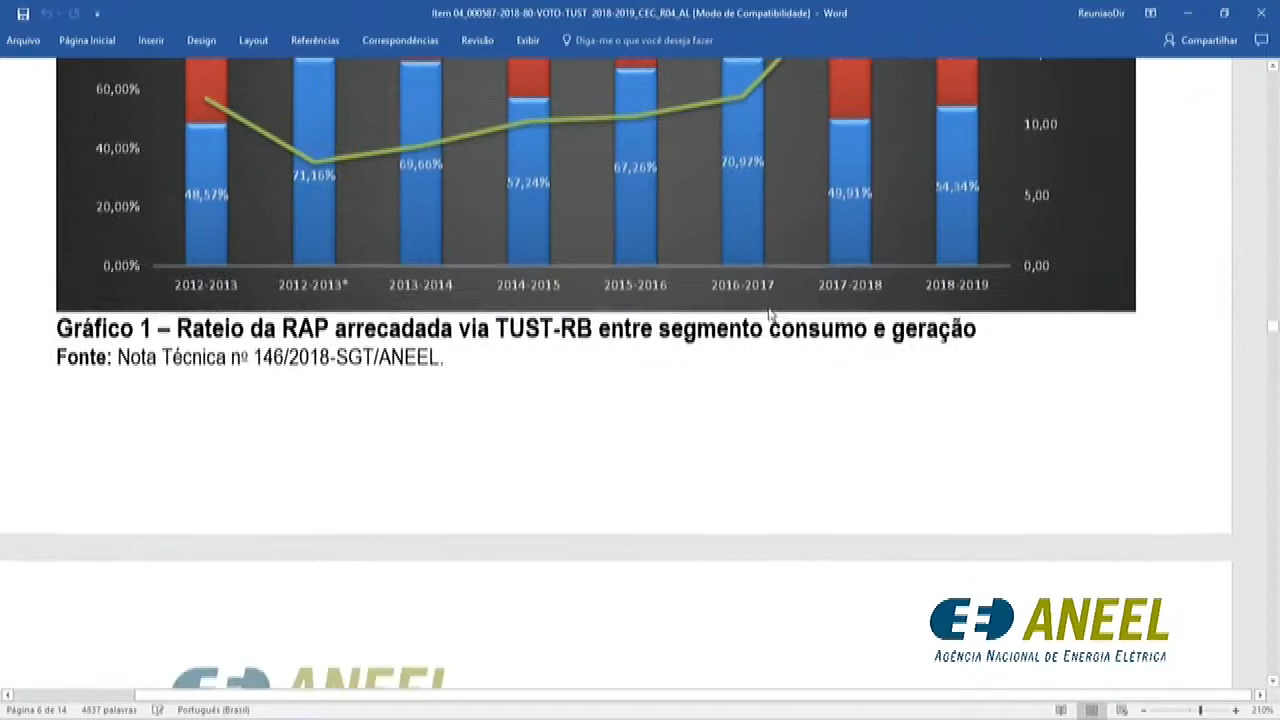 Item 04_000587-2018-80-VOTO-TUST 2018-2019_CEC_R04_AL [Modo de Compatibilidade] - Word
ReuniaoDir
Arquivo Página Inicial Inserir Design Layout Referências Correspondências Revisão Exibir Diga-me o que você deseja fazer Compartilhar
60,00%
10,00
40,00%
48,57% 71,16% 69,66% 57,24% 67,26% 70,97% 49,91% 54,34%
20,00%
5,00
0,00%
0,00
2012-2013 2012-2013* 2013-2014 2014-2015 2015-2016 2016-2017 2017-2018 2018-2019
Gráfico 1 – Rateio da RAP arrecadada via TUST-RB entre segmento consumo e geração
Fonte: Nota Técnica nº 146/2018-SGT/ANEEL.
ANEEL
AGÊNCIA NACIONAL DE ENERGIA ELÉTRICA
ANEEL
Página 6 de 14 4837 palavras Português (Brasil) 210%